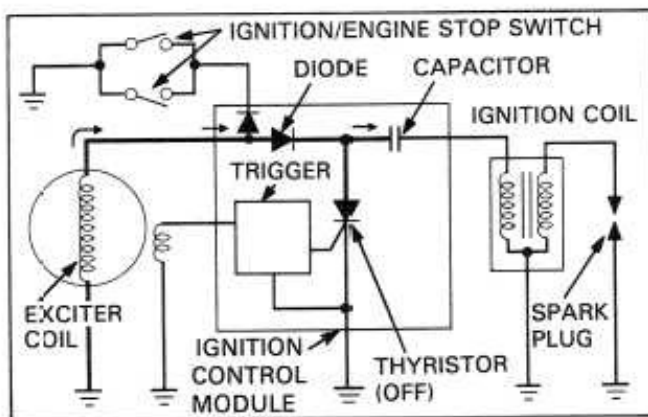 IGNITION/ENGINE STOP SWITCH
DIODE
CAPACITOR
IGNITION COIL
TRIGGER
EXCITER
COIL
IGNITION
CONTROL
MODULE
THYRISTOR
(OFF)
SPARK
PLUG